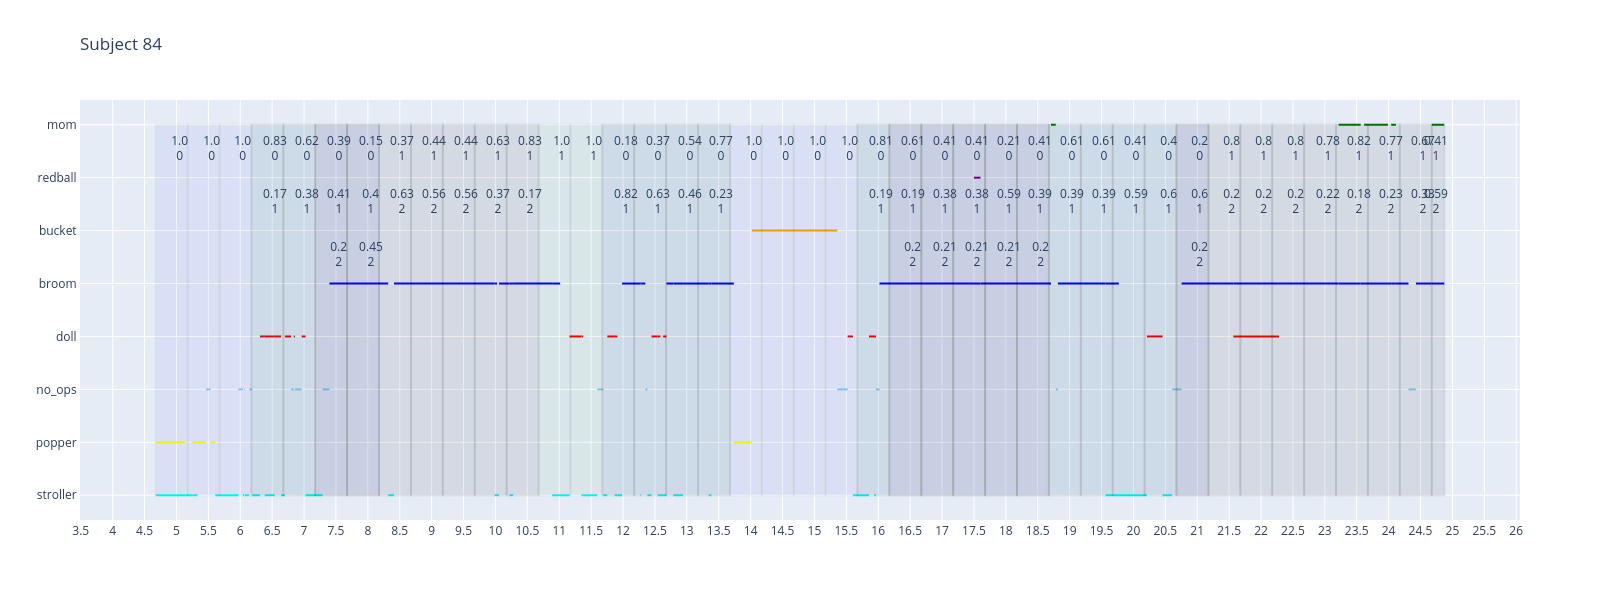 Subject 84
mom
1.0 1.0 1.0 0.83 0.62 0.39 0.15 0.37 0.44 0.44 0.63 0.83 1.0 1.0 0.18 0.37 0.54 0.77 1.0 1.0 1.0 1.0 0.81 0.61 0.41 0.41 0.21 0.41 0.61 0.61 0.41 0.4 0.2 0.8 0.8 0.8 0.78 0.82 0.77 0.67 0.41
0 0 0 0 0 0 0 1 1 1 1 1 1 1 0 0 0 0 0 0 0 0 0 0 0 0 0 0 0 0 0 0 0 1 1 1 1 1 1 1 1
redball
0.17 0.38 0.41 0.4 0.63 0.56 0.56 0.37 0.17 0.82 0.63 0.46 0.23 0.19 0.19 0.38 0.38 0.59 0.39 0.39 0.39 0.59 0.6 0.6 0.2 0.2 0.2 0.22 0.18 0.23 0.33 0.59
1 1 1 1 2 2 2 2 2 1 1 1 1 1 1 1 1 1 1 1 1 1 1 1 2 2 2 2 2 2 2 2
bucket
0.2 0.45 0.2 0.21 0.21 0.21 0.2 0.2
2 2 2 2 2 2 2 2
broom
doll
no_ops
popper
stroller
3.5 4 4.5 5 5.5 6 6.5 7 7.5 8 8.5 9 9.5 10 10.5 11 11.5 12 12.5 13 13.5 14 14.5 15 15.5 16 16.5 17 17.5 18 18.5 19 19.5 20 20.5 21 21.5 22 22.5 23 23.5 24 24.5 25 25.5 26